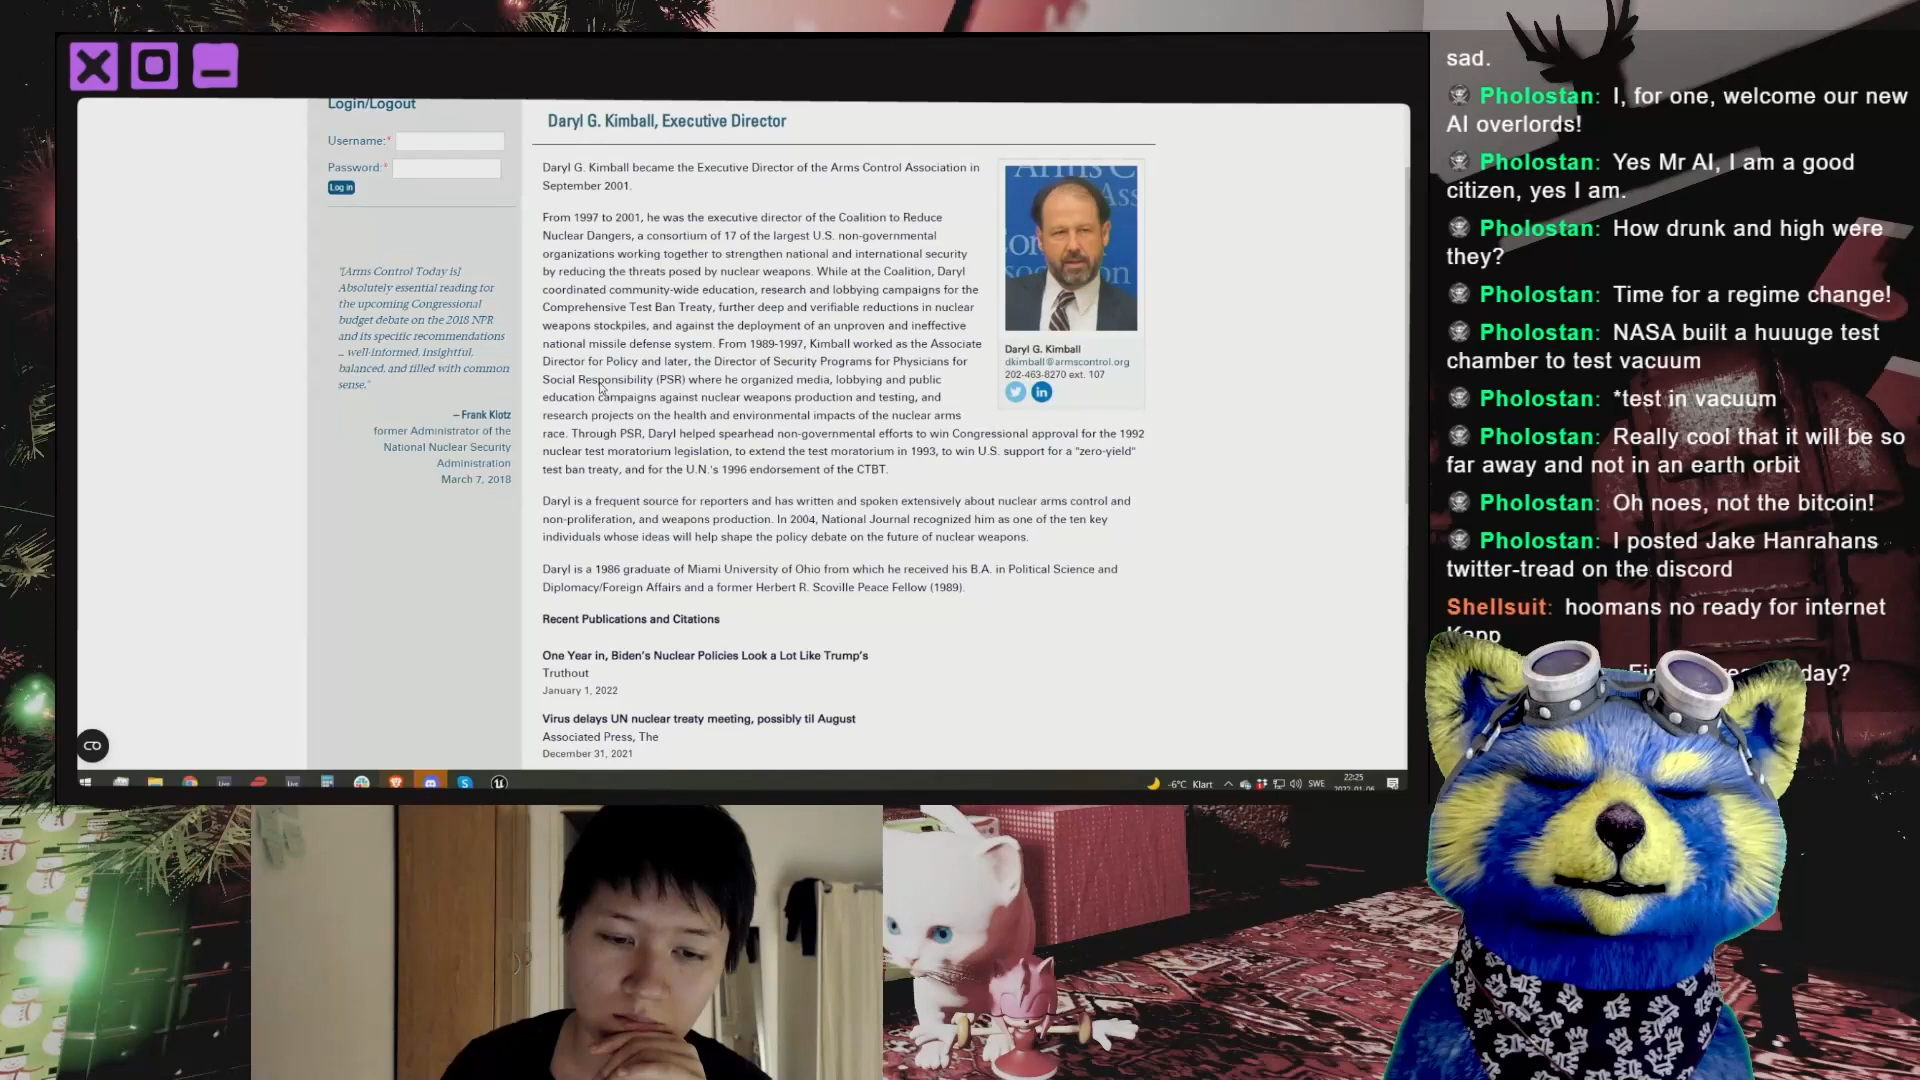 Login/Logout
Username:*
Password:*
Log in
"[Arms Control Today is]
Absolutely essential reading for
the upcoming Congressional
budget debate on the 2018 NPR
and its specific recommendations
... well-informed, insightful,
balanced, and filled with common
sense."
– Frank Klotz
former Administrator of the
National Nuclear Security
Administration
March 7, 2018
Daryl G. Kimball, Executive Director
Daryl G. Kimball became the Executive Director of the Arms Control Association in
September 2001.
From 1997 to 2001, he was the executive director of the Coalition to Reduce
Nuclear Dangers, a consortium of 17 of the largest U.S. non-governmental
organizations working together to strengthen national and international security
by reducing the threats posed by nuclear weapons. While at the Coalition, Daryl
coordinated community-wide education, research and lobbying campaigns for the
Comprehensive Test Ban Treaty, further deep and verifiable reductions in nuclear
weapons stockpiles, and against the deployment of an unproven and ineffective
national missile defense system. From 1989-1997, Kimball worked as the Associate
Director for Policy and later, the Director of Security Programs for Physicians for
Social Responsibility (PSR) where he organized media, lobbying and public
education campaigns against nuclear weapons production and testing, and
research projects on the health and environmental impacts of the nuclear arms
race. Through PSR, Daryl helped spearhead non-governmental efforts to win Congressional approval for the 1992
nuclear test moratorium legislation, to extend the test moratorium in 1993, to win U.S. support for a "zero-yield"
test ban treaty, and for the U.N.'s 1996 endorsement of the CTBT.
Daryl G. Kimball
dkimball@armscontrol.org
202-463-8270 ext. 107
in
Daryl is a frequent source for reporters and has written and spoken extensively about nuclear arms control and
non-proliferation, and weapons production. In 2004, National Journal recognized him as one of the ten key
individuals whose ideas will help shape the policy debate on the future of nuclear weapons.
Daryl is a 1986 graduate of Miami University of Ohio from which he received his B.A. in Political Science and
Diplomacy/Foreign Affairs and a former Herbert R. Scoville Peace Fellow (1989).
Recent Publications and Citations
One Year in, Biden's Nuclear Policies Look a Lot Like Trump's
Truthout
January 1, 2022
Virus delays UN nuclear treaty meeting, possibly til August
Associated Press, The
December 31, 2021
-6°C Klart
SWE
22:25
2022-01-06
sad.
Pholostan: I, for one, welcome our new
AI overlords!
Pholostan: Yes Mr AI, I am a good
citizen, yes I am.
Pholostan: How drunk and high were
they?
Pholostan: Time for a regime change!
Pholostan: NASA built a huuuge test
chamber to test vacuum
Pholostan: *test in vacuum
Pholostan: Really cool that it will be so
far away and not in an earth orbit
Pholostan: Oh noes, not the bitcoin!
Pholostan: I posted Jake Hanrahans
twitter-tread on the discord
Shellsuit: hoomans no ready for internet
Kapp
day?